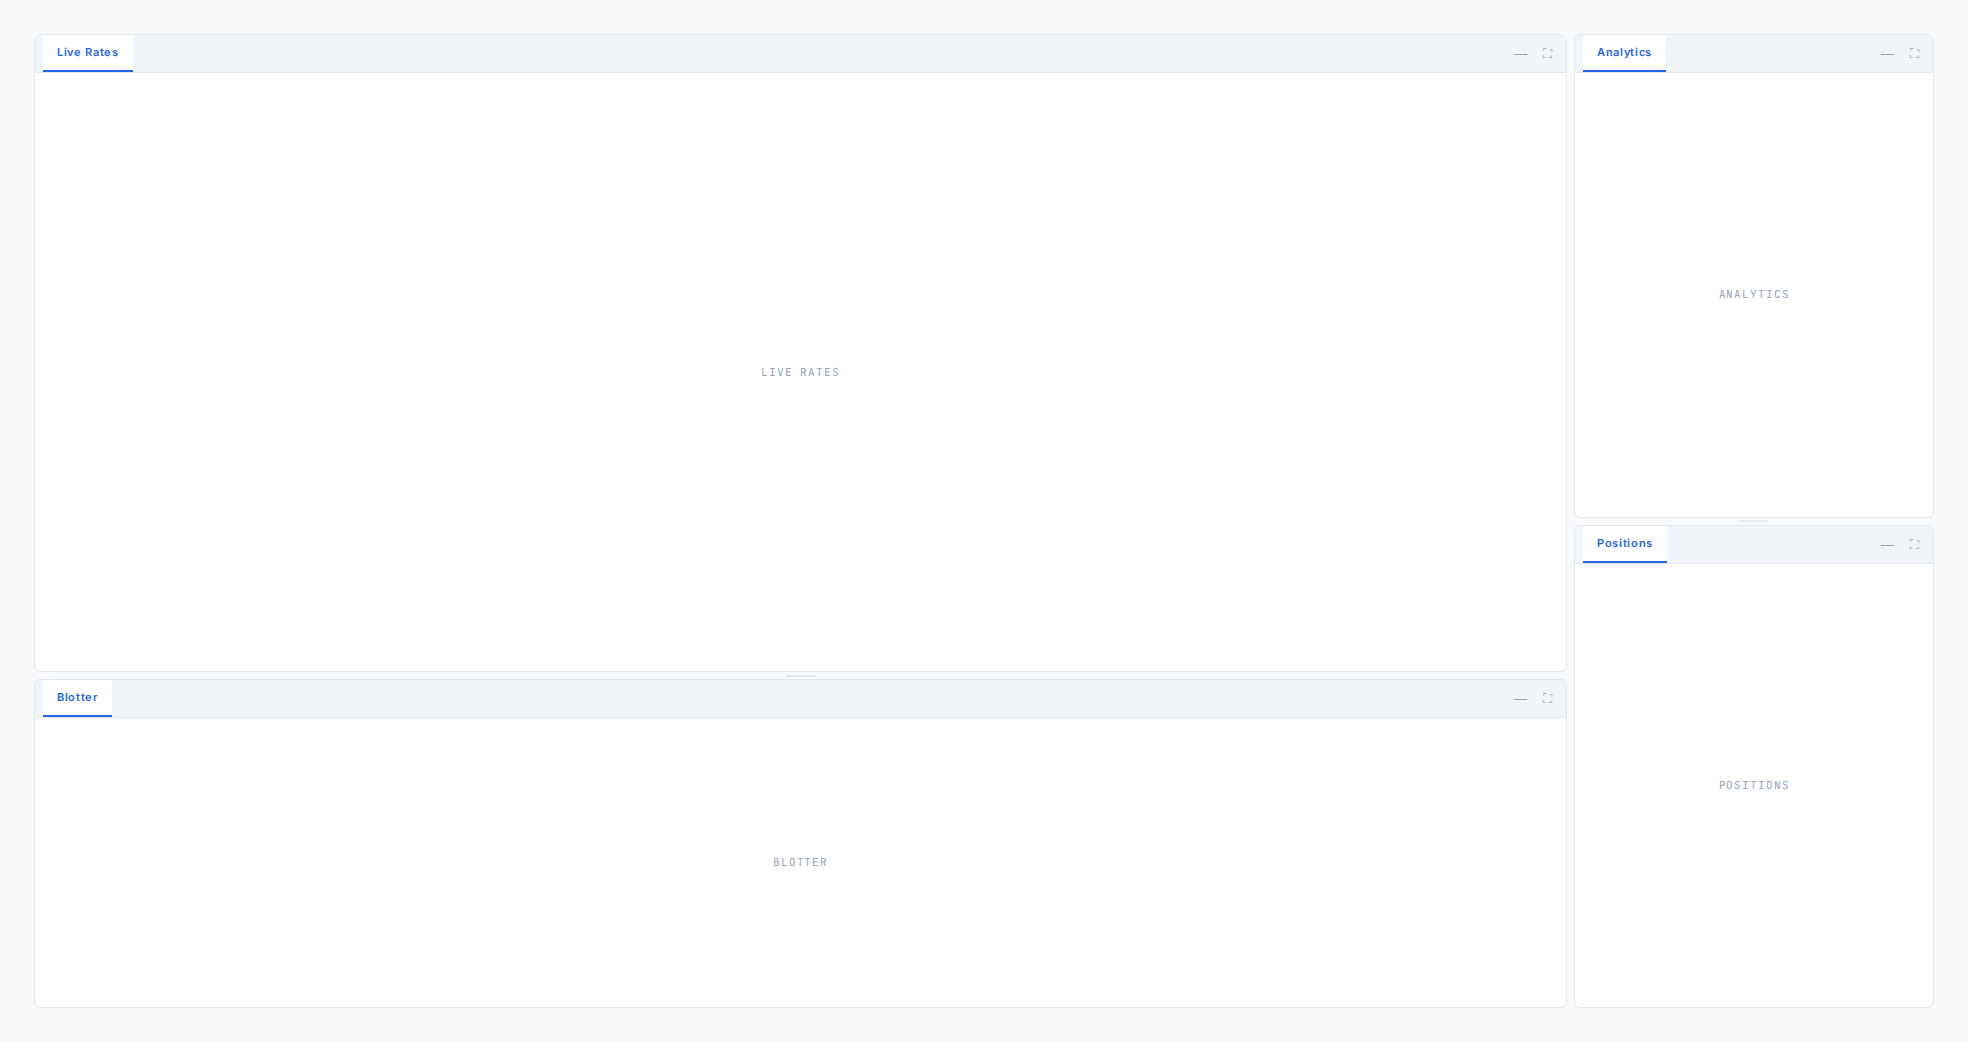 Live Rates
LIVE RATES
Blotter
BLOTTER
Analytics
ANALYTICS
Positions
POSITIONS